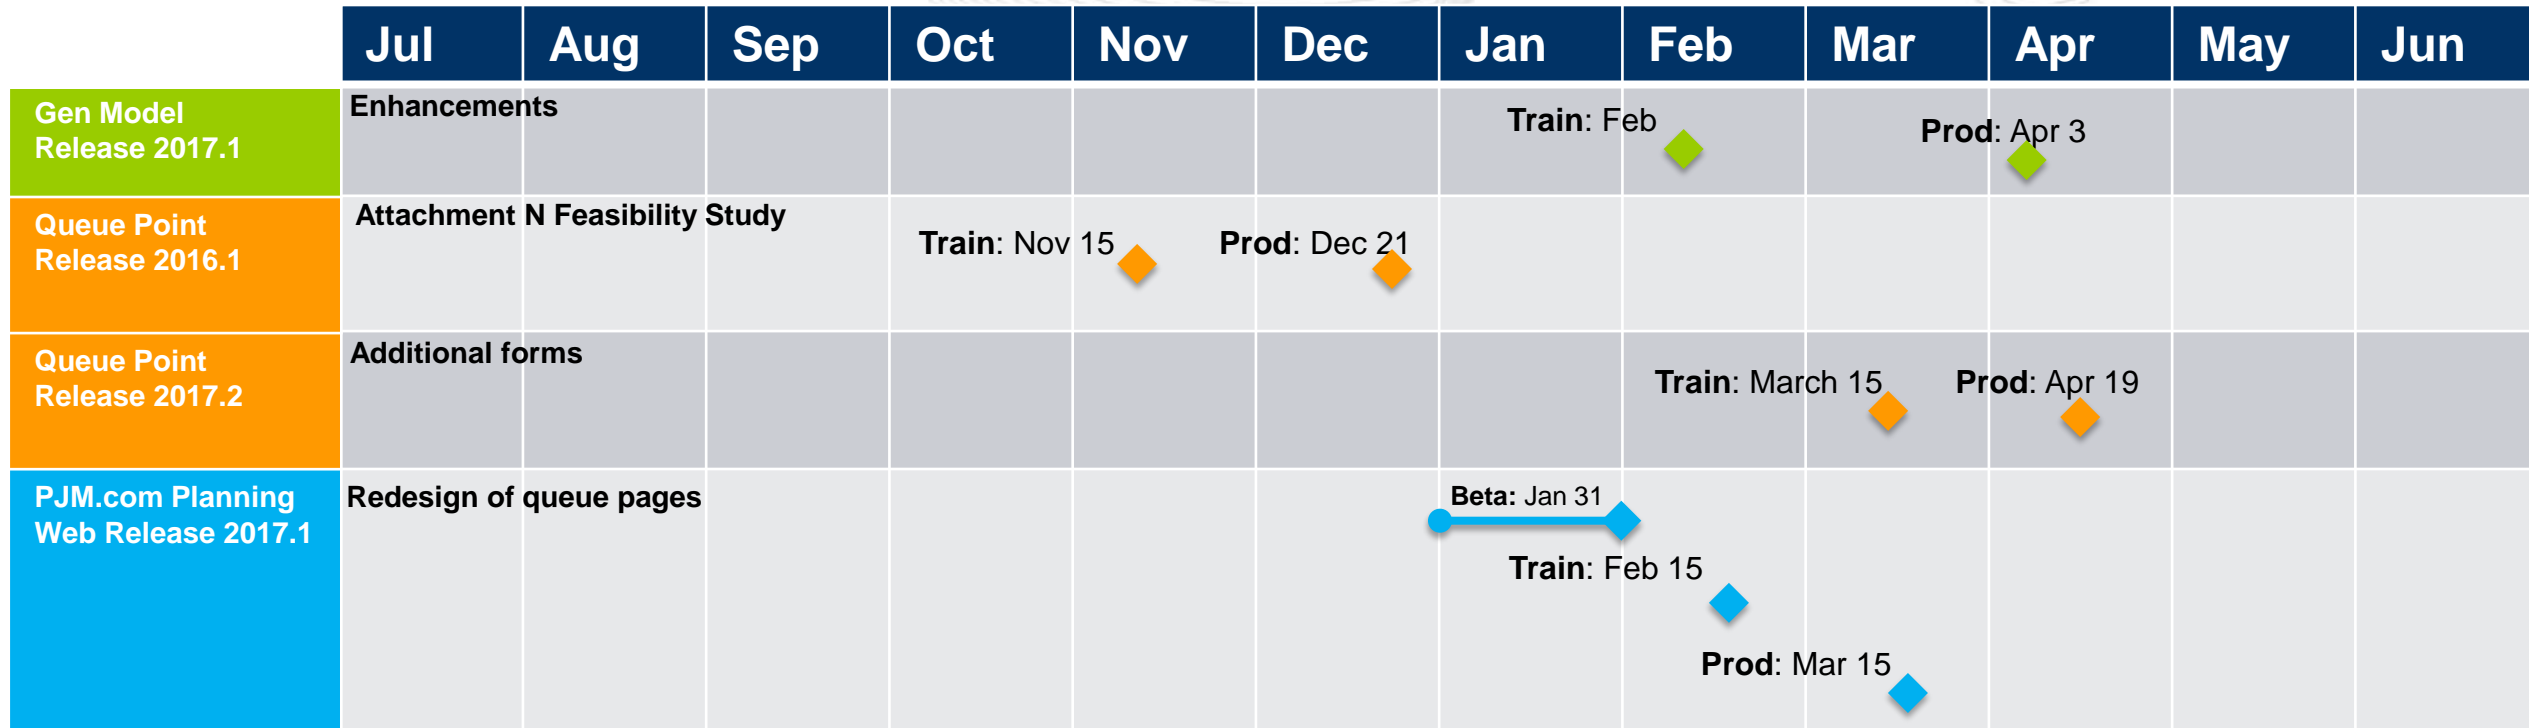 Jul Aug Sep Oct Nov Dec Jan Feb Mar Apr May Jun
Gen Model
Release 2017.1
Enhancements
Train: Feb
Prod: Apr 3
Queue Point
Release 2016.1
Attachment N Feasibility Study
Train: Nov 15
Prod: Dec 21
Queue Point
Release 2017.2
Additional forms
Train: March 15
Prod: Apr 19
PJM.com Planning
Web Release 2017.1
Redesign of queue pages
Beta: Jan 31
Train: Feb 15
Prod: Mar 15